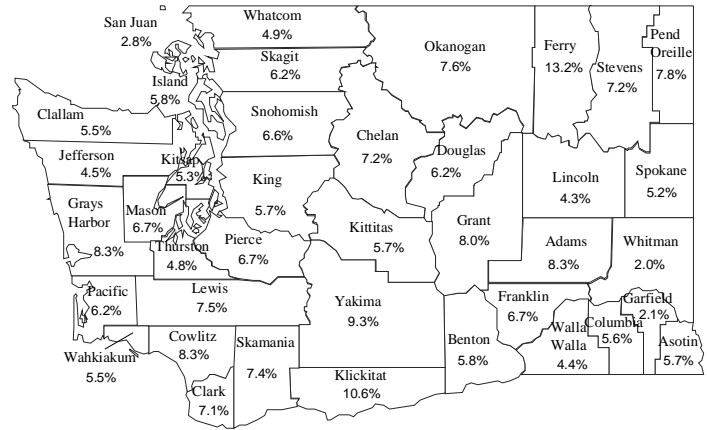 San Juan
2.8%
Whatcom
4.9%
Skagit
6.2%
Island
5.8%
Snohomish
6.6%
Okanogan
7.6%
Ferry
13.2%
Stevens
7.2%
Pend
Oreille
7.8%
Clallam
5.5%
Jefferson
4.5%
Kitsap
5.3%
Chelan
7.2%
Douglas
6.2%
King
5.7%
Lincoln
4.3%
Spokane
5.2%
Grays
Harbor
8.3%
Mason
6.7%
Thurston
4.8%
Pierce
6.7%
Kittitas
5.7%
Grant
8.0%
Adams
8.3%
Whitman
2.0%
Pacific
6.2%
Lewis
7.5%
Yakima
9.3%
Franklin
6.7%
Benton
5.8%
Walla
Walla
4.4%
Columbia
5.6%
Garfield
2.1%
Asotin
5.7%
Wahkiakum
5.5%
Cowlitz
8.3%
Skamania
7.4%
Clark
7.1%
Klickitat
10.6%